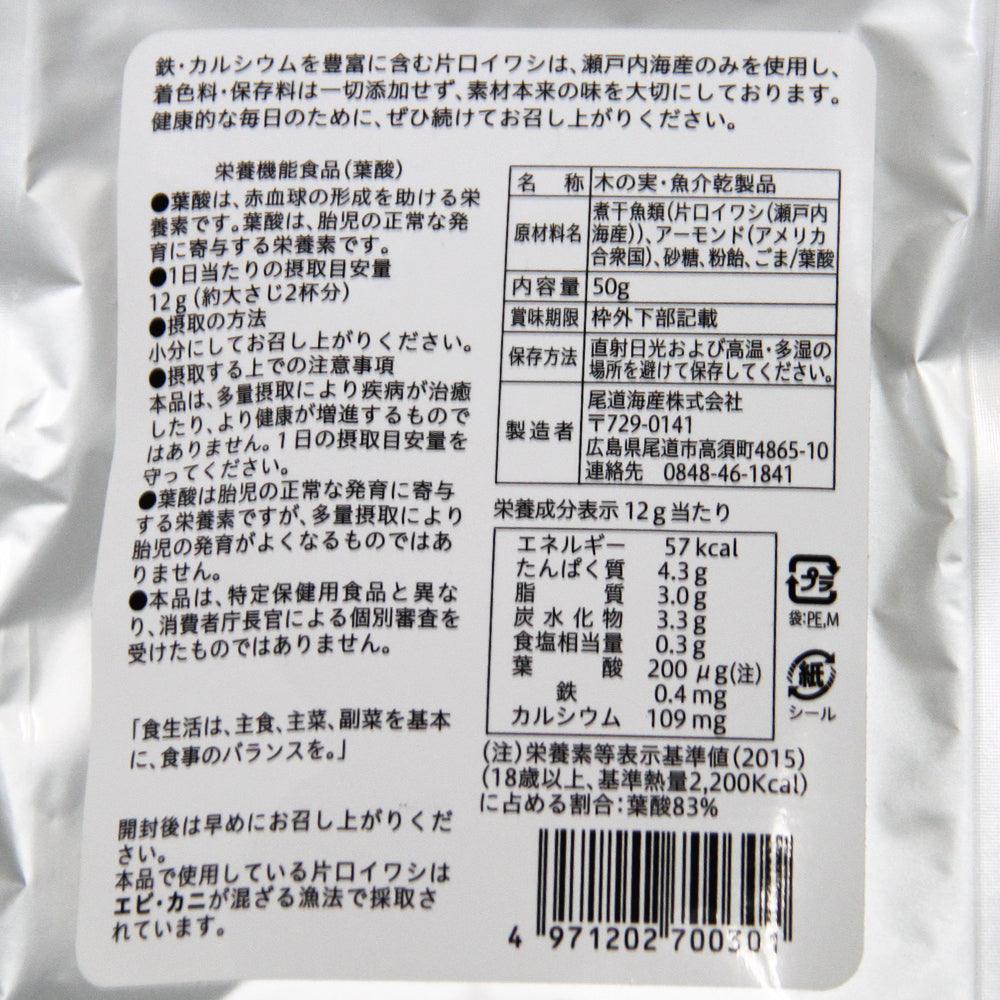 鉄・カルシウムを豊富に含む片口イワシは、瀬戸内海産のみを使用し、
着色料・保存料は一切添加せず、素材本来の味を大切にしております。
健康的な毎日のために、ぜひ続けてお召し上がりください。
栄養機能食品(葉酸)
●葉酸は、赤血球の形成を助ける栄
養素です。葉酸は、胎児の正常な発
育に寄与する栄養素です。
●1日当たりの摂取目安量
12g(約大さじ2杯分)
●摂取の方法
小分にしてお召し上がりください。
●摂取する上での注意事項
本品は、多量摂取により疾病が治癒
したり、より健康が増進するもので
はありません。1日の摂取目安量を
守ってください。
●葉酸は胎児の正常な発育に寄与
する栄養素ですが、多量摂取により
胎児の発育がよくなるものではあ
りません。
●本品は、特定保健用食品と異な
り、消費者庁長官による個別審査を
受けたものではありません。
「食生活は、主食、主菜、副菜を基本
に、食事のバランスを。」
開封後は早めにお召し上がりくだ
さい。
本品で使用している片口イワシは
エビ・カニが混ざる漁法で採取さ
れています。
名称 木の実・魚介乾製品
原材料名 煮干魚類(片口イワシ(瀬戸内
海産))、アーモンド(アメリカ
合衆国)、砂糖、粉飴、ごま/葉酸
内容量 50g
賞味期限 枠外下部記載
保存方法 直射日光および高温・多湿の
場所を避けて保存してください。
製造者 尾道海産株式会社
〒729-0141
広島県尾道市高須町4865-10
連絡先 0848-46-1841
栄養成分表示 12g当たり
エネルギー 57kcal
たんぱく質 4.3g
脂質 3.0g
炭水化物 3.3g
食塩相当量 0.3g
葉酸 200μg(注)
鉄 0.4mg
カルシウム 109mg
プラ
袋:PE,M
紙
シール
(注)栄養素等表示基準値(2015)
(18歳以上、基準熱量2,200Kcal)
に占める割合:葉酸83%
4 971202 700301